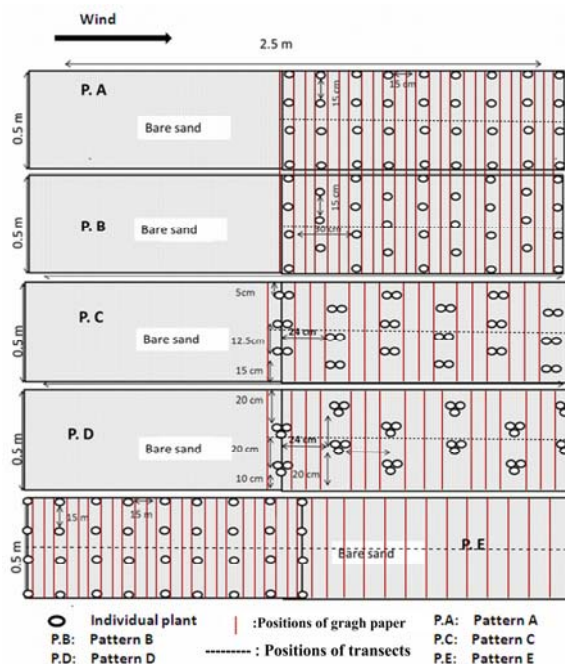 Wind
2.5 m
P. A
Bare sand
0.5 m
15 cm
15 cm
P. B
Bare sand
0.5 m
15 cm
30 cm
P. C
Bare sand
0.5 m
5cm
12.5cm
15 cm
24 cm
P. D
Bare sand
0.5 m
20 cm
20 cm
10 cm
24 cm
20 cm
0.5 m
15 m
15 m
P. E
Bare sand
Individual plant
:Positions of gragh paper
P.A: Pattern A
P.B: Pattern B
P.C: Pattern C
P.D: Pattern D
---------- : Positions of transects
P.E: Pattern E